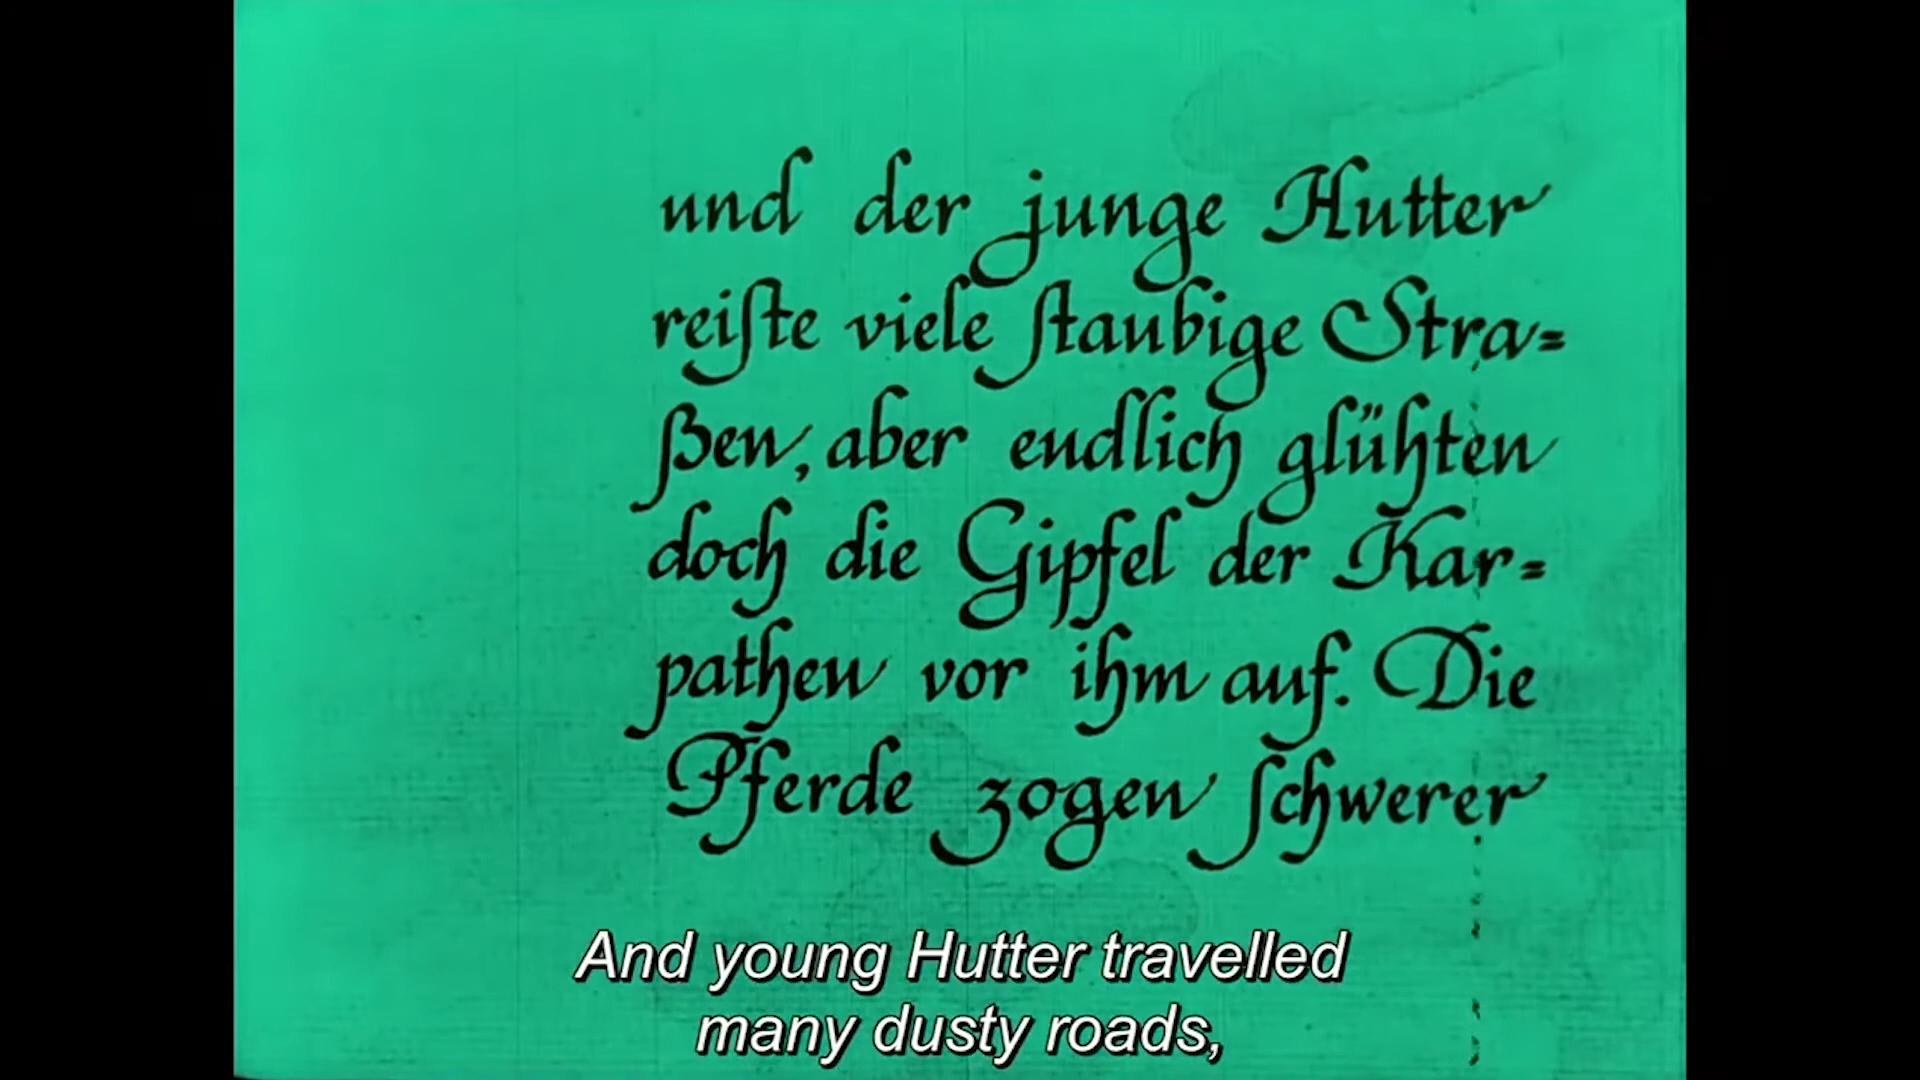 und der junge Hutter
reiſte viele ſtaubige Stra=
ßen, aber endlich glühten
doch die Gipfel der Kar=
pathen vor ihm auf. Die
Pferde zogen ſchwerer
And young Hutter travelled
many dusty roads,